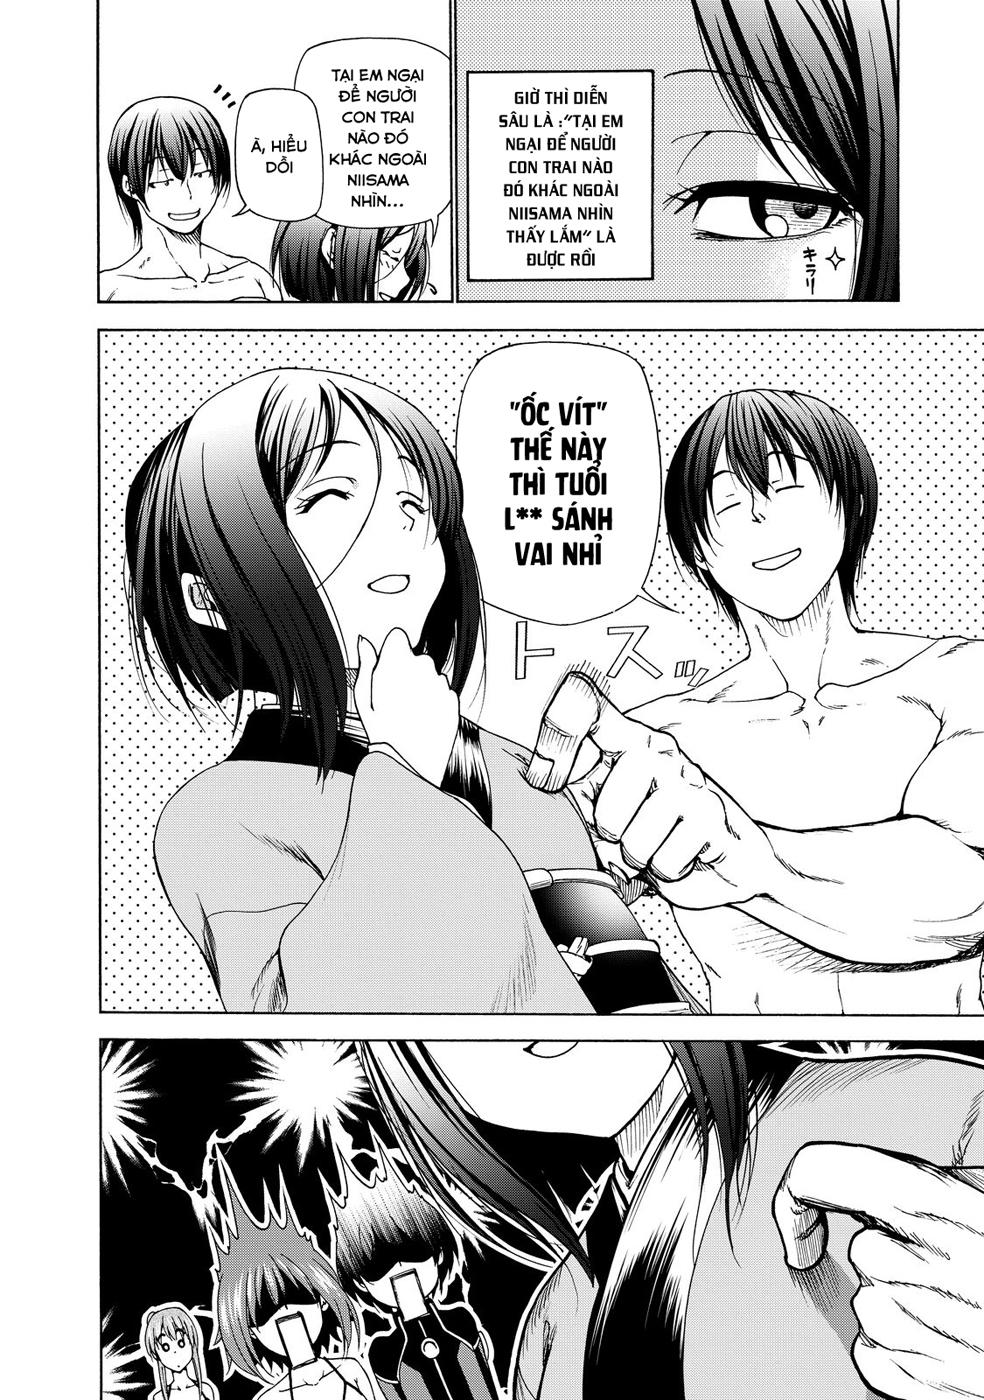 GIỜ THÌ DIỄN
SÂU LÀ :"TẠI EM
NGẠI ĐỂ NGƯỜI
CON TRAI NÀO
ĐÓ KHÁC NGOÀI
NIISAMA NHÌN
THẤY LẮM" LÀ
ĐƯỢC RỒI
キラリ
TẠI EM NGẠI
ĐỂ NGƯỜI
CON TRAI
NÀO ĐÓ
KHÁC NGOÀI
NIISAMA
NHÌN...
À, HIỂU
DỒI
"ỐC VÍT"
THẾ NÀY
THÌ TUỔI
L** SÁNH
VAI NHỈ
トスッ